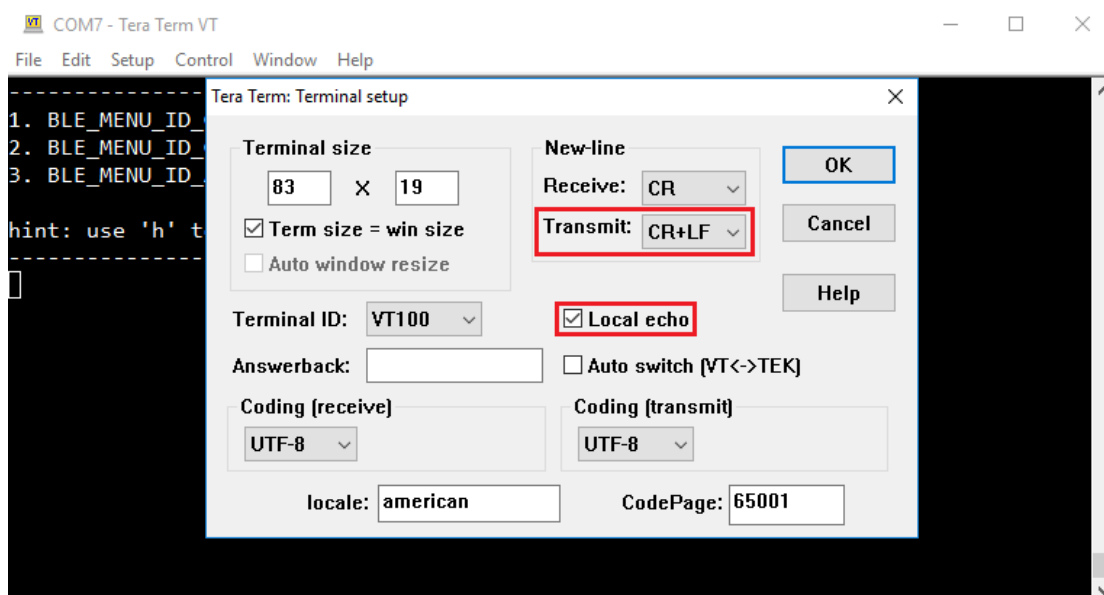 VT COM7 - Tera Term VT
File Edit Setup Control Window Help
---------------
1. BLE_MENU_ID_
2. BLE_MENU_ID_
3. BLE_MENU_ID_
hint: use 'h' t
---------------
Tera Term: Terminal setup
Terminal size
83 X 19
Term size = win size
Auto window resize
New-line
Receive: CR
Transmit: CR+LF
OK
Cancel
Help
Terminal ID: VT100
Local echo
Answerback:
Auto switch (VT<->TEK)
Coding (receive)
UTF-8
Coding (transmit)
UTF-8
locale: american
CodePage: 65001